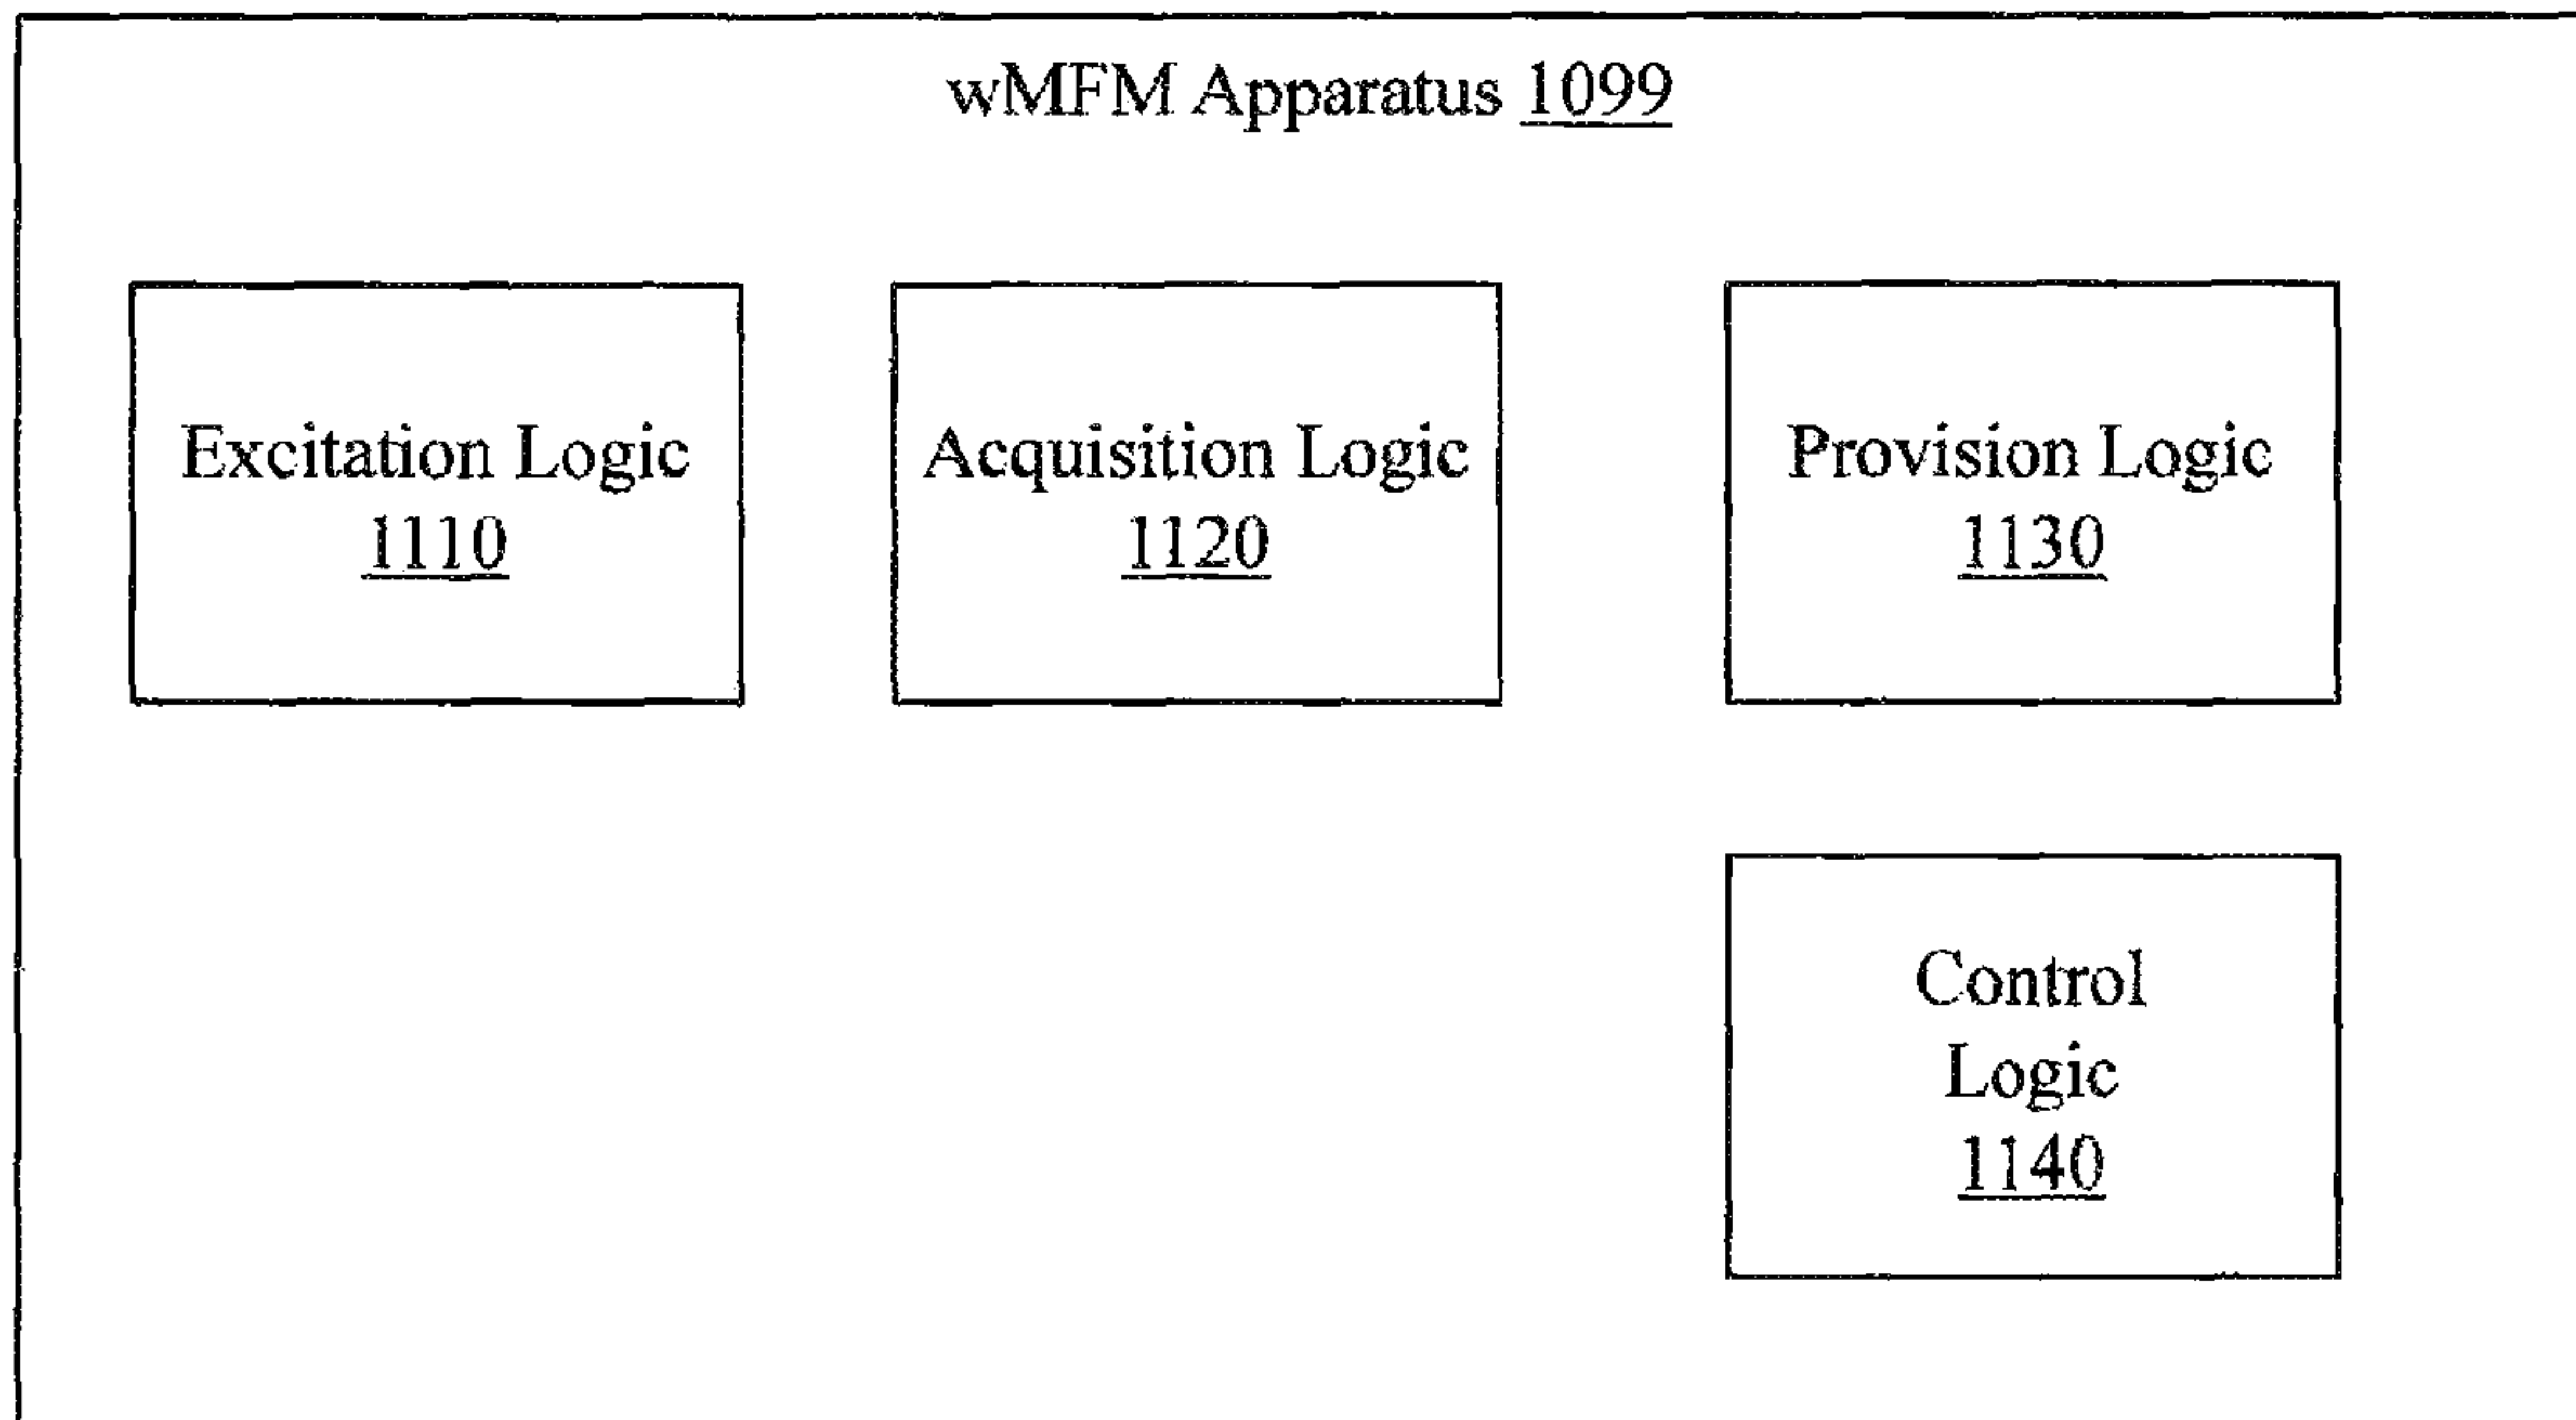 wMFM Apparatus 1099
Excitation Logic
1110
Acquisition Logic
1120
Provision Logic
1130
Control
Logic
1140